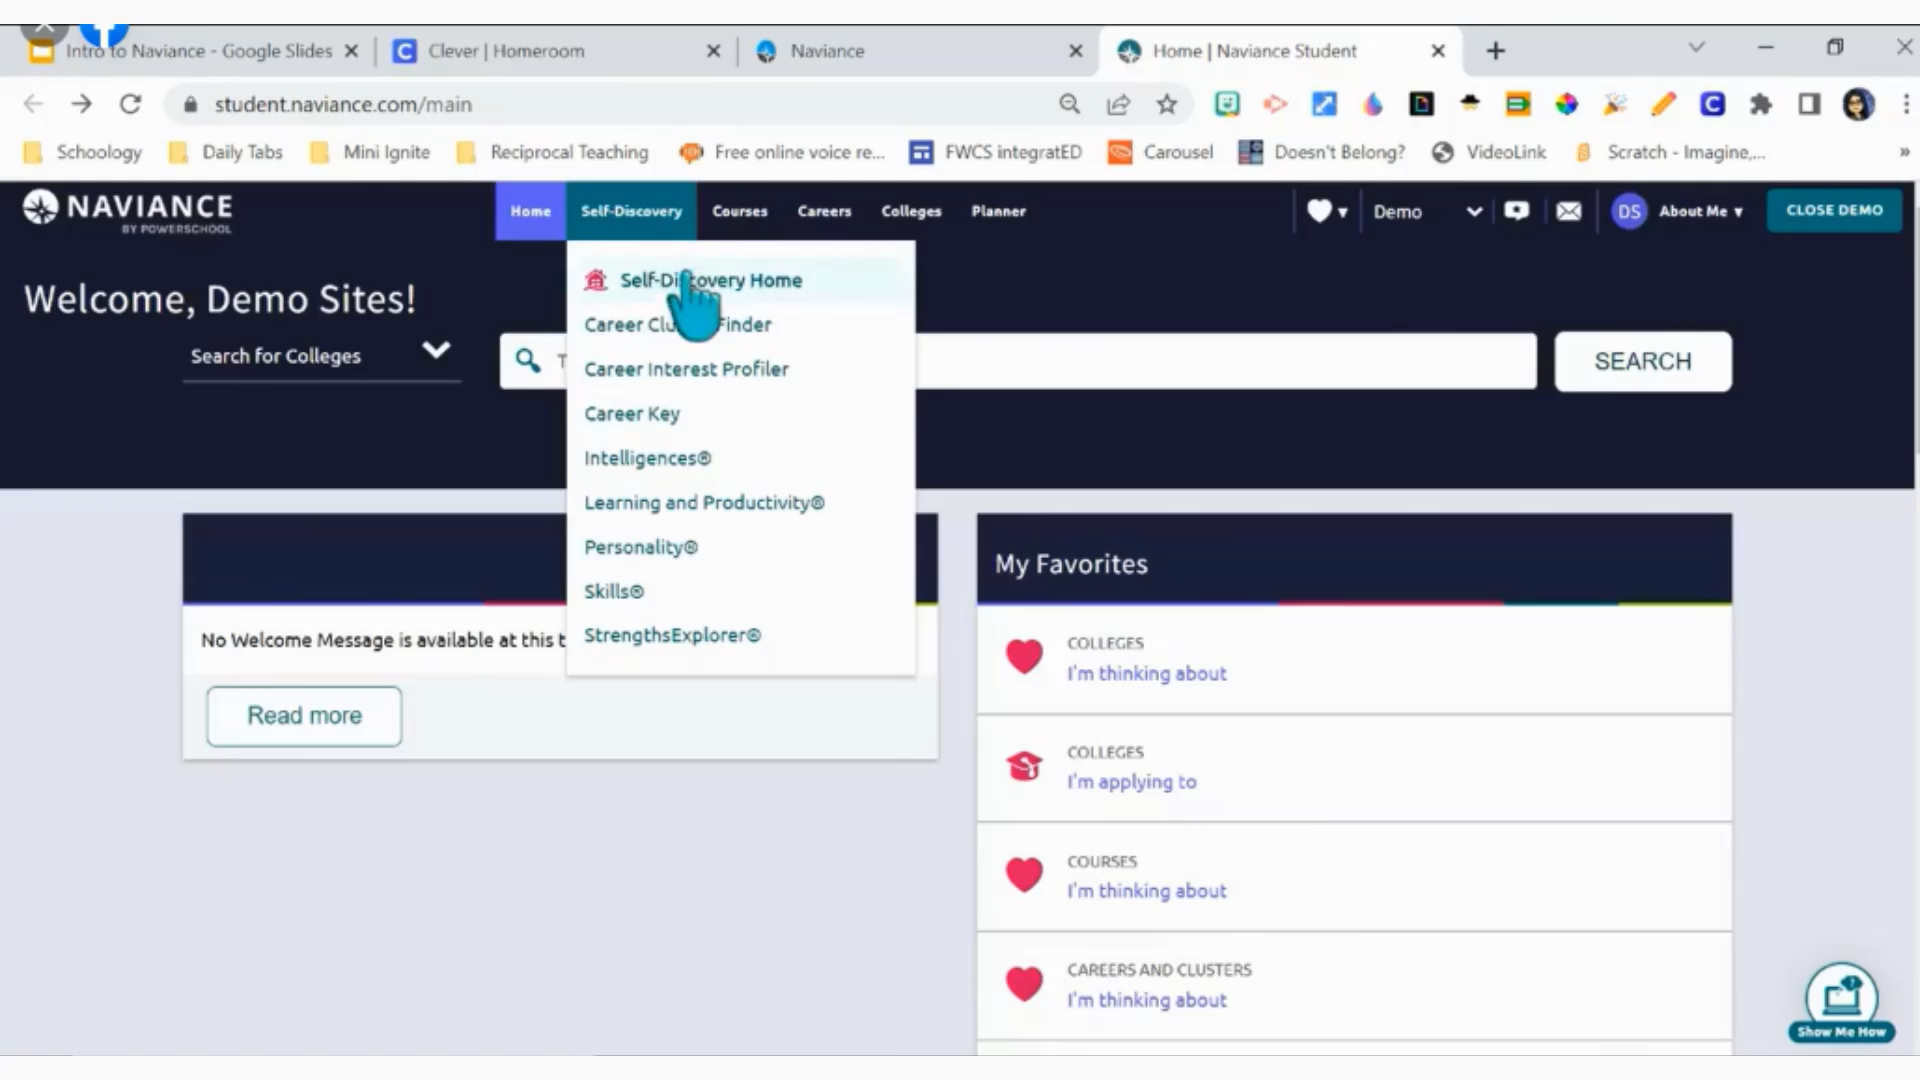 Intro to Naviance - Google Slides
Clever | Homeroom
Naviance
Home | Naviance Student
student.naviance.com/main
Schoology
Daily Tabs
Mini Ignite
Reciprocal Teaching
Free online voice re...
FWCS integratED
Carousel
Doesn't Belong?
VideoLink
Scratch - Imagine,...
»
NAVIANCE
BY POWERSCHOOL
Home
Self-Discovery
Courses
Careers
Colleges
Planner
Demo
DS
About Me
CLOSE DEMO
Welcome, Demo Sites!
Search for Colleges
T
SEARCH
Self-Discovery Home
Career Finder
Career Interest Profiler
Career Key
Intelligences®
Learning and Productivity®
Personality®
Skills®
StrengthsExplorer®
No Welcome Message is available at this t
Read more
My Favorites
COLLEGES
I'm thinking about
COLLEGES
I'm applying to
COURSES
I'm thinking about
CAREERS AND CLUSTERS
I'm thinking about
Show Me How